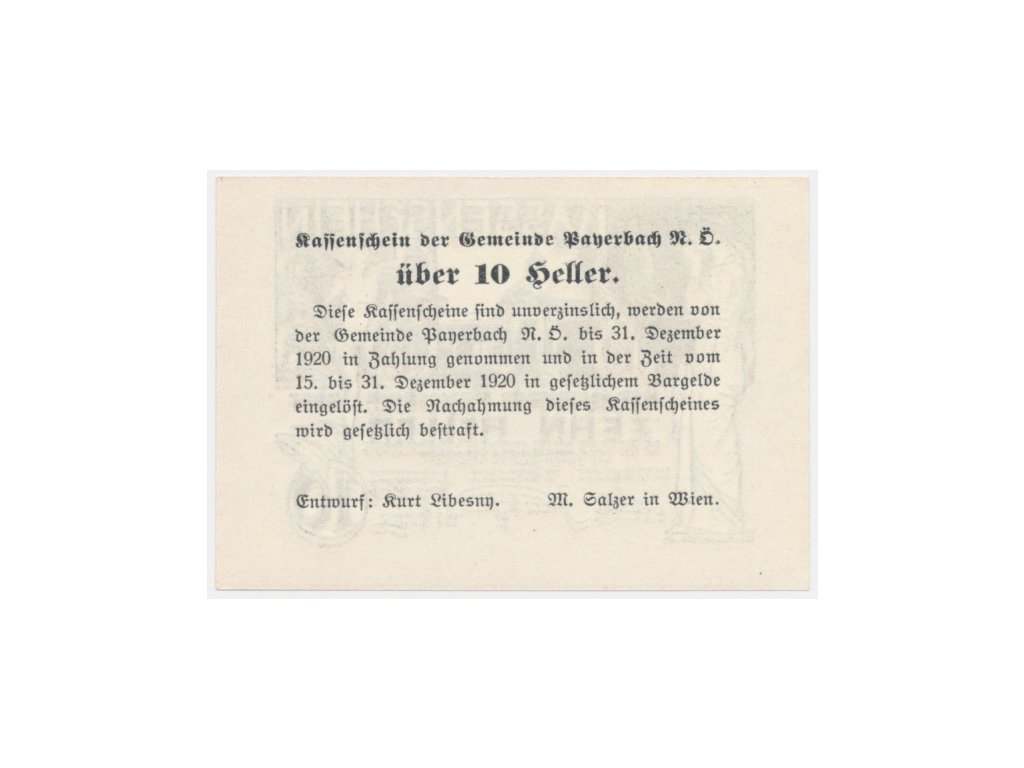 Kassenschein der Gemeinde Payerbach N. Ö.
über 10 Heller.
Diese Kassenscheine sind unverzinslich, werden von
der Gemeinde Payerbach N. Ö. bis 31. Dezember
1920 in Zahlung genommen und in der Zeit vom
15. bis 31. Dezember 1920 in gesetzlichem Bargelde
eingelöst. Die Nachahmung dieses Kassenscheines
wird gesetzlich bestraft.
Entwurf: Kurt Libesny. M. Salzer in Wien.